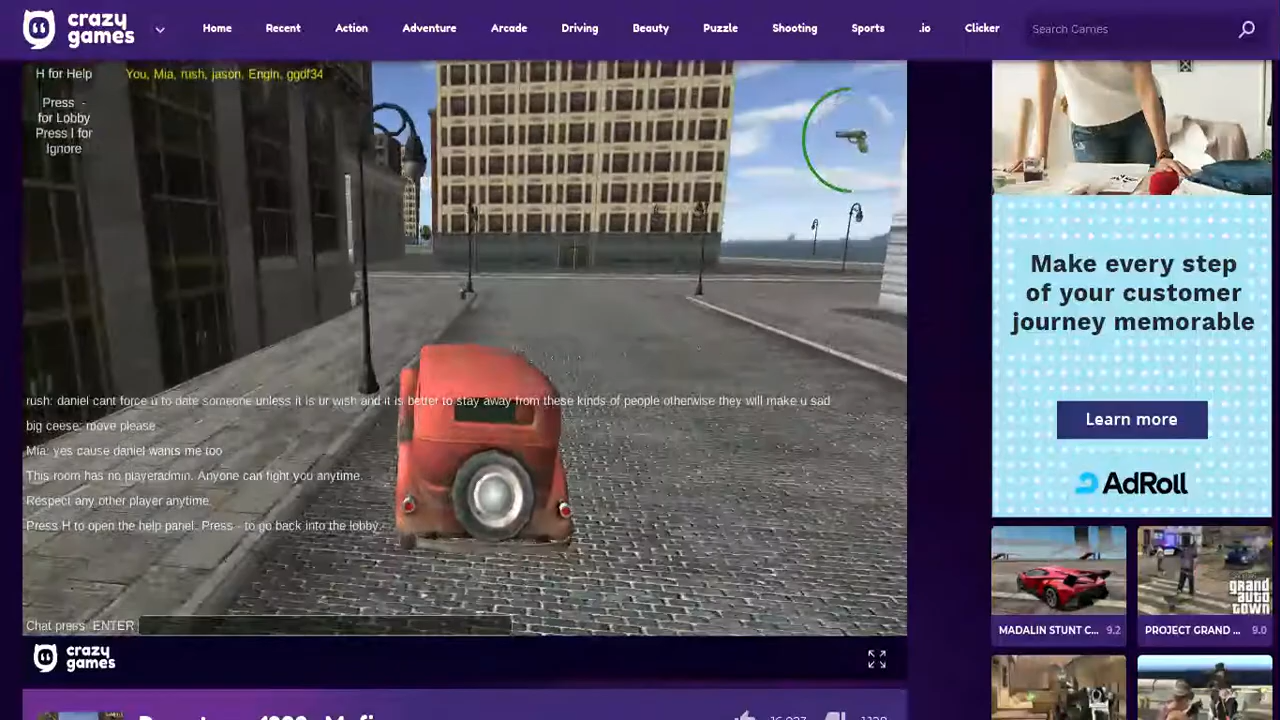 crazy games
Home
Recent
Action
Adventure
Arcade
Driving
Beauty
Puzzle
Shooting
Sports
.io
Clicker
Search Games
H for Help
You, Mia, rush, jason, Engin, ggdf34
Press -
for Lobby
Press I for
Ignore
rush: daniel cant force u to date someone unless it is ur wish and it is better to stay away from these kinds of people otherwise they will make u sad
big ceese: move please
Mia: yes cause daniel wants me too
This room has no playeradmin. Anyone can fight you anytime.
Respect any other player anytime.
Press H to open the help panel. Press - to go back into the lobby.
Chat press ENTER
crazy games
Make every step
of your customer
journey memorable
Learn more
AdRoll
grand
auto
town
MADALIN STUNT C... 9.2
PROJECT GRAND ... 9.0